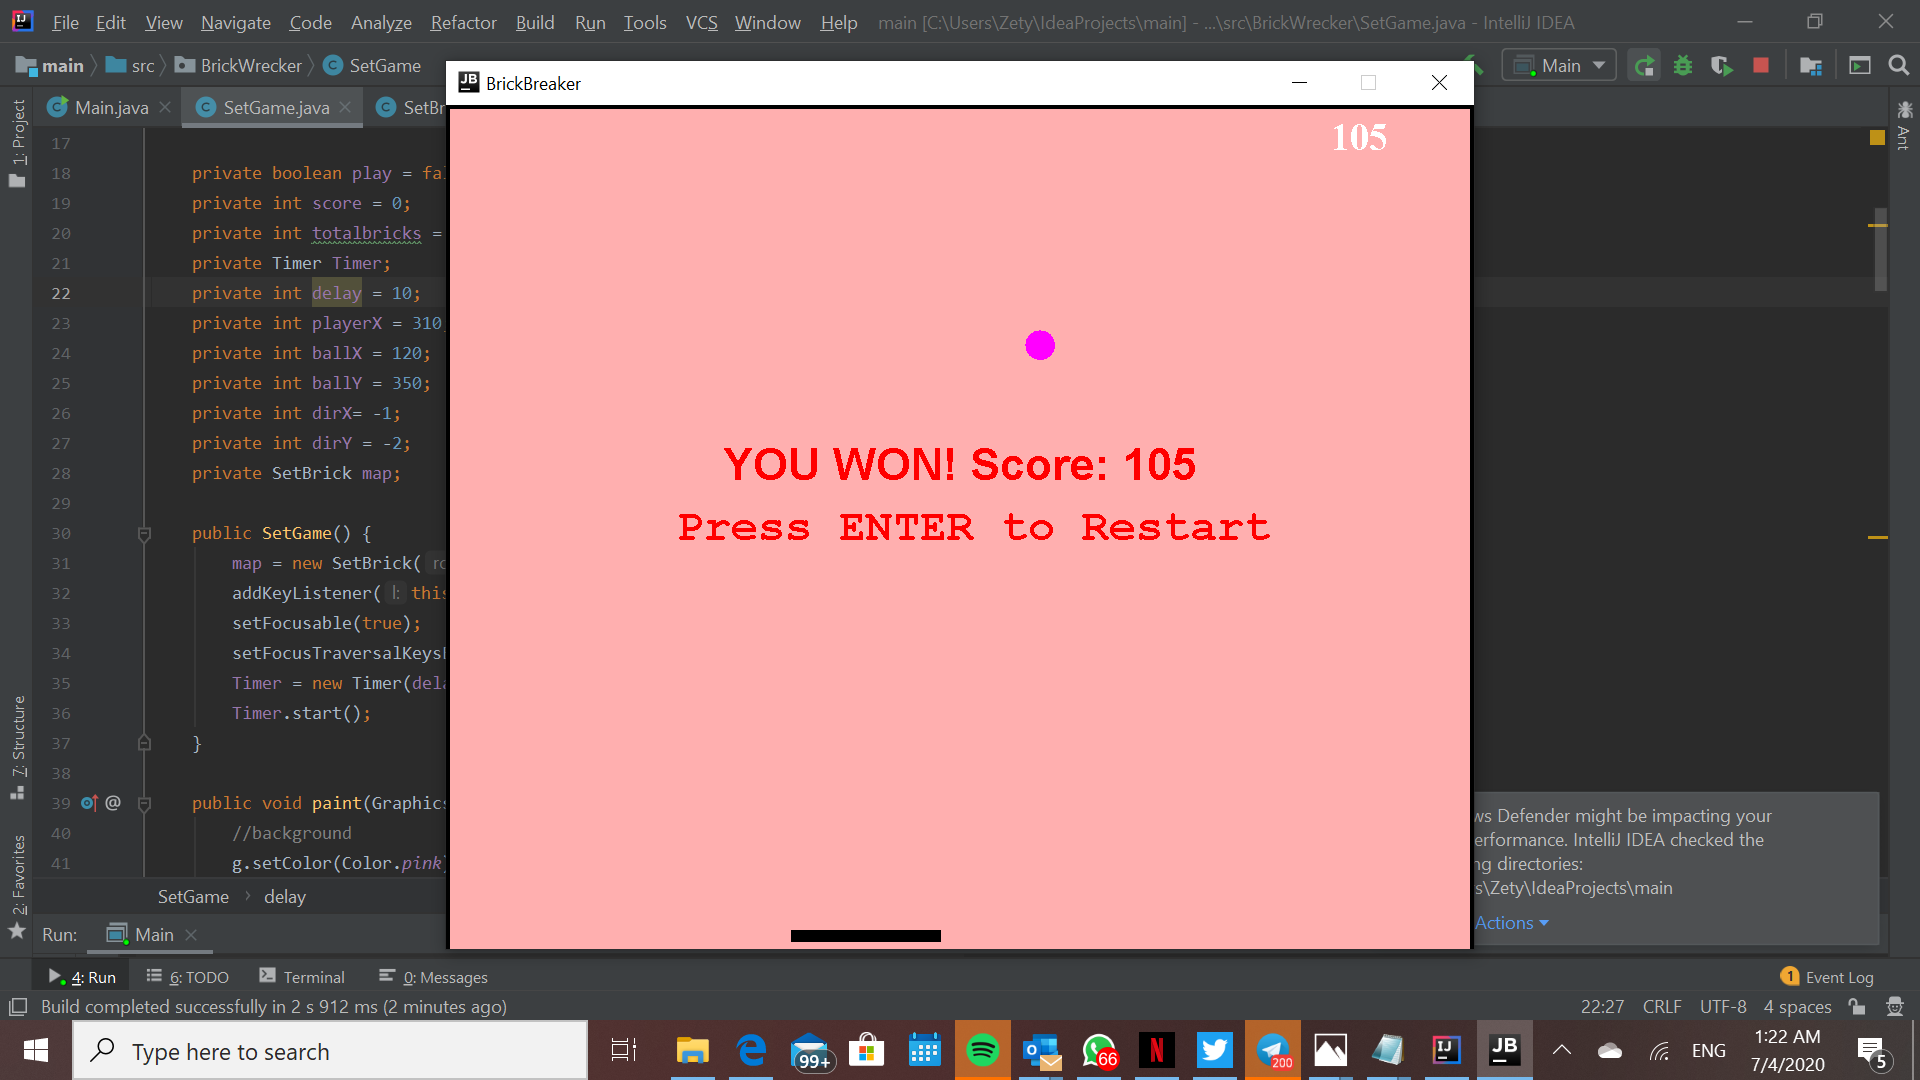 File Edit View Navigate Code Analyze Refactor Build Run Tools VCS Window Help main [C:\Users\Zety\IdeaProjects\main] - ...\src\BrickWrecker\SetGame.java - IntelliJ IDEA
main src BrickWrecker SetGame
Main
Main.java SetGame.java SetBr
BrickBreaker
105
YOU WON! Score: 105
Press ENTER to Restart
1: Project
7: Structure
2: Favorites
Ant
17
18 private boolean play = fal
19 private int score = 0;
20 private int totalbricks =
21 private Timer Timer;
22 private int delay = 10;
23 private int playerX = 310
24 private int ballX = 120;
25 private int ballY = 350;
26 private int dirX= -1;
27 private int dirY = -2;
28 private SetBrick map;
29
30 public SetGame() {
31 map = new SetBrick( ro
32 addKeyListener( l: this
33 setFocusable(true);
34 setFocusTraversalKeys
35 Timer = new Timer(dela
36 Timer.start();
37 }
38
39 @ public void paint(Graphics
40 //background
41 g.setColor(Color.pink)
SetGame delay
ws Defender might be impacting your
erformance. IntelliJ IDEA checked the
ng directories:
s\Zety\IdeaProjects\main
Actions
Run: Main
4: Run 6: TODO Terminal 0: Messages 1 Event Log
Build completed successfully in 2 s 912 ms (2 minutes ago) 22:27 CRLF UTF-8 4 spaces
Type here to search
99+
66
200
IJ
JB
ENG
1:22 AM
7/4/2020
5